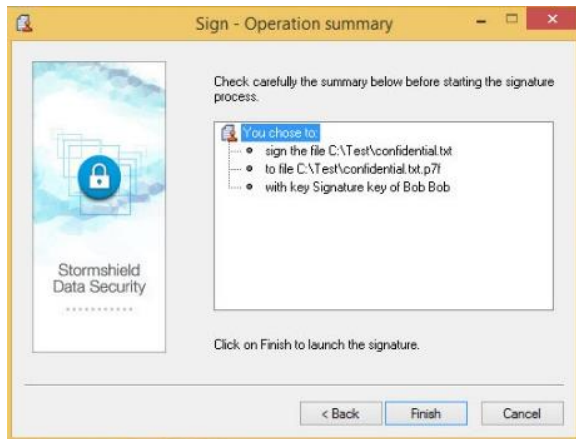 Sign - Operation summary
Check carefully the summary below before starting the signature
process.
You chose to:
sign the file C:\Test\confidential.txt
to file C:\Test\confidential.txt.p7f
with key Signature key of Bob Bob
Stormshield
Data Security
Click on Finish to launch the signature.
< Back
Finish
Cancel